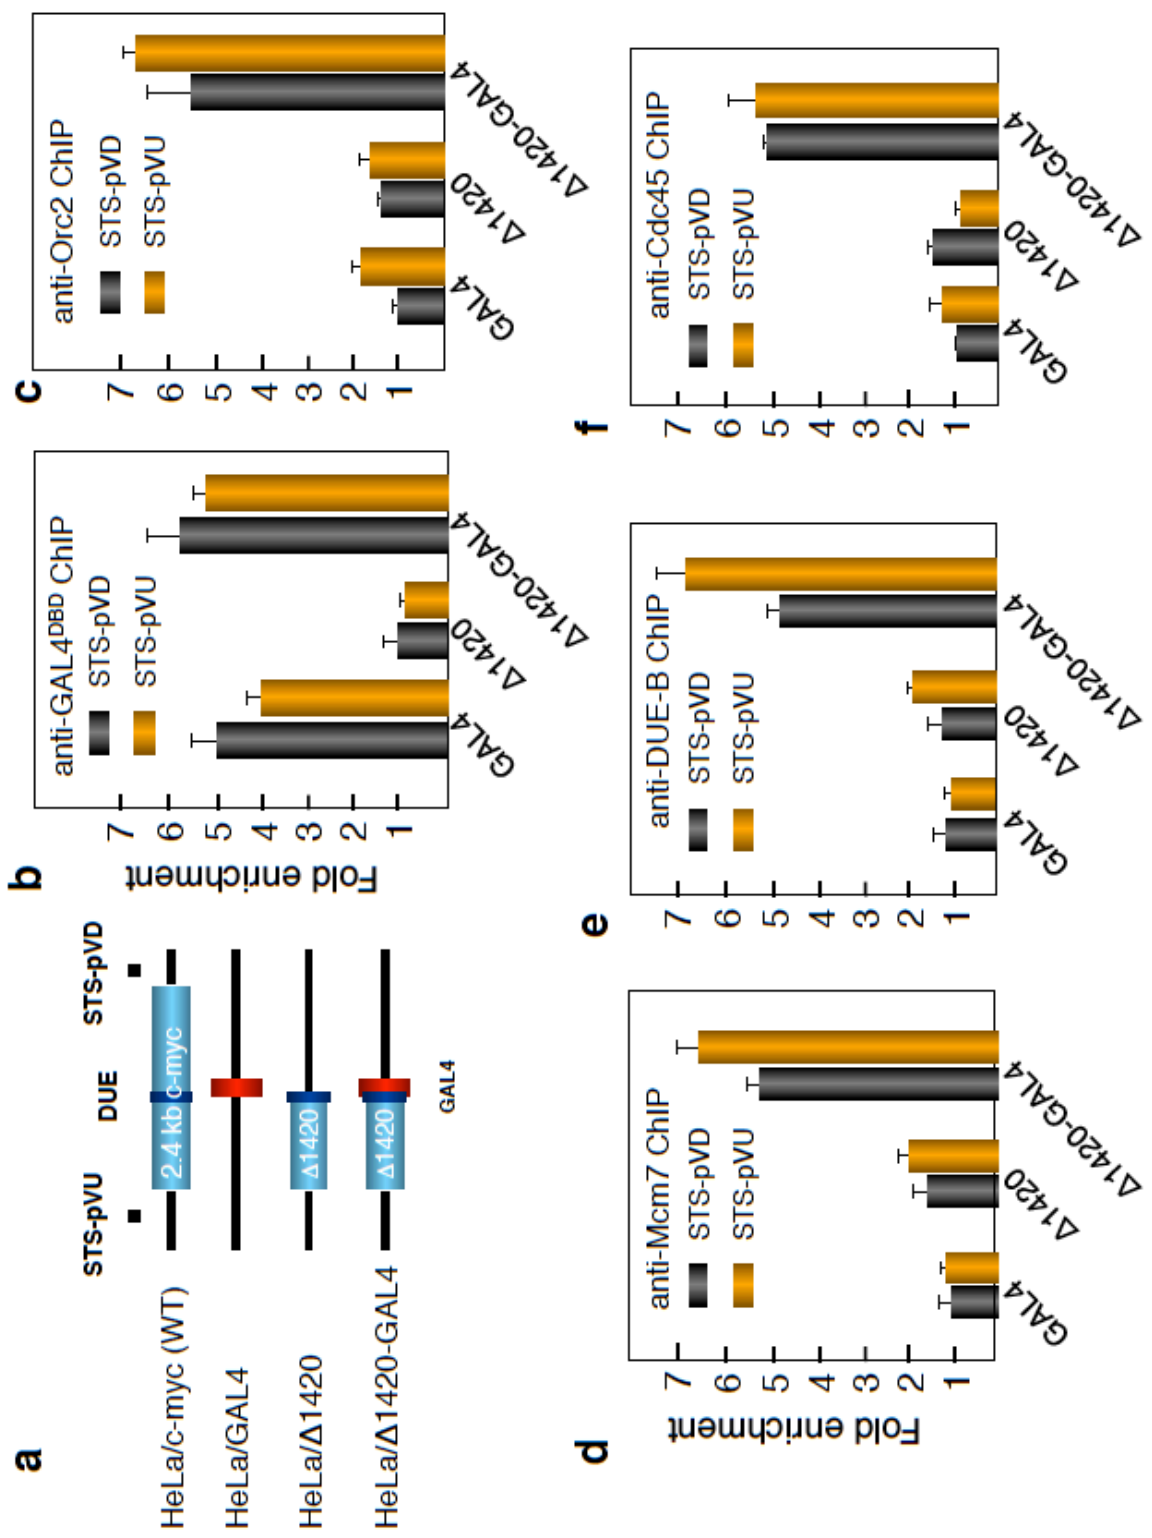 a
STS-pVU DUE STS-pVD
HeLa/c-myc (WT) 2.4 kb c-myc
HeLa/GAL4
HeLa/Δ1420 Δ1420
HeLa/Δ1420-GAL4 Δ1420
GAL4
b
Fold enrichment
anti-GAL4DBD ChIP
STS-pVD
STS-pVU
7
6
5
4
3
2
1
GAL4
Δ1420
Δ1420-GAL4
c
anti-Orc2 ChIP
STS-pVD
STS-pVU
7
6
5
4
3
2
1
GAL4
Δ1420
Δ1420-GAL4
d
Fold enrichment
anti-Mcm7 ChIP
STS-pVD
STS-pVU
7
6
5
4
3
2
1
GAL4
Δ1420
Δ1420-GAL4
e
anti-DUE-B ChIP
STS-pVD
STS-pVU
7
6
5
4
3
2
1
GAL4
Δ1420
Δ1420-GAL4
f
anti-Cdc45 ChIP
STS-pVD
STS-pVU
7
6
5
4
3
2
1
GAL4
Δ1420
Δ1420-GAL4